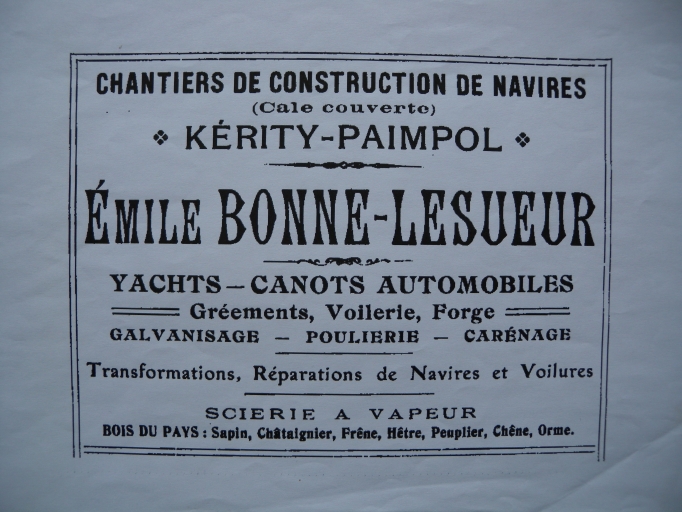 CHANTIERS DE CONSTRUCTION DE NAVIRES
(Cale couverte)
KÉRITY-PAIMPOL
ÉMILE BONNE-LESUEUR
YACHTS — CANOTS AUTOMOBILES
Gréements, Voilerie, Forge
GALVANISAGE — POULIERIE — CARÉNAGE
Transformations, Réparations de Navires et Voilures
SCIERIE A VAPEUR
BOIS DU PAYS : Sapin, Châtaignier, Frêne, Hêtre, Peuplier, Chêne, Orme.